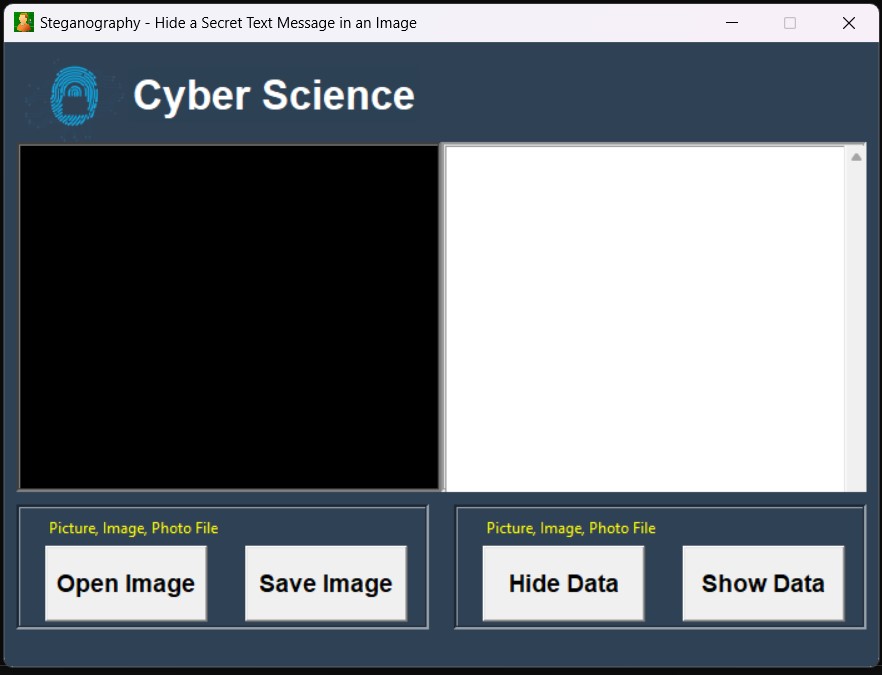 Steganography - Hide a Secret Text Message in an Image
Cyber Science
Picture, Image, Photo File
Open Image
Save Image
Picture, Image, Photo File
Hide Data
Show Data